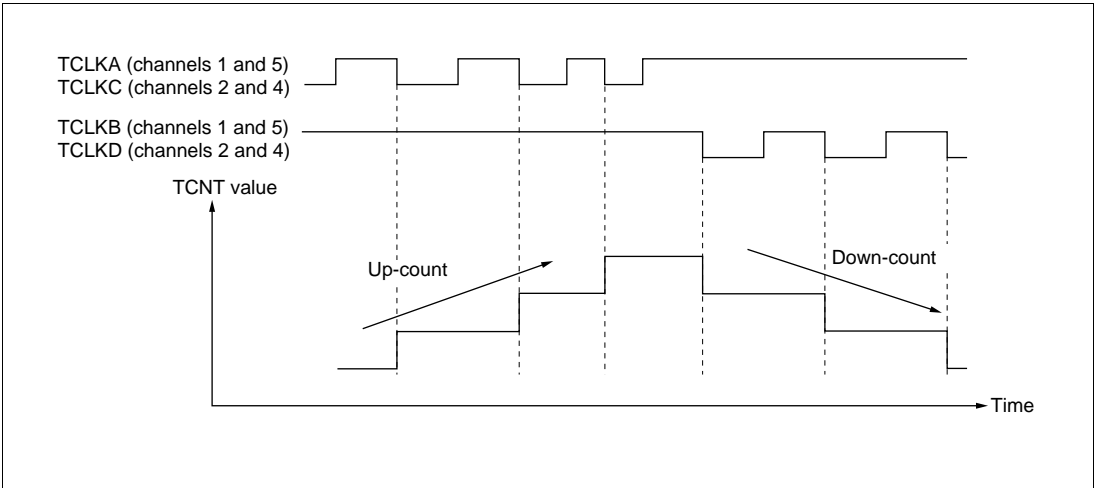 TCLKA (channels 1 and 5)
TCLKC (channels 2 and 4)
TCLKB (channels 1 and 5)
TCLKD (channels 2 and 4)
TCNT value
Up-count
Down-count
Time